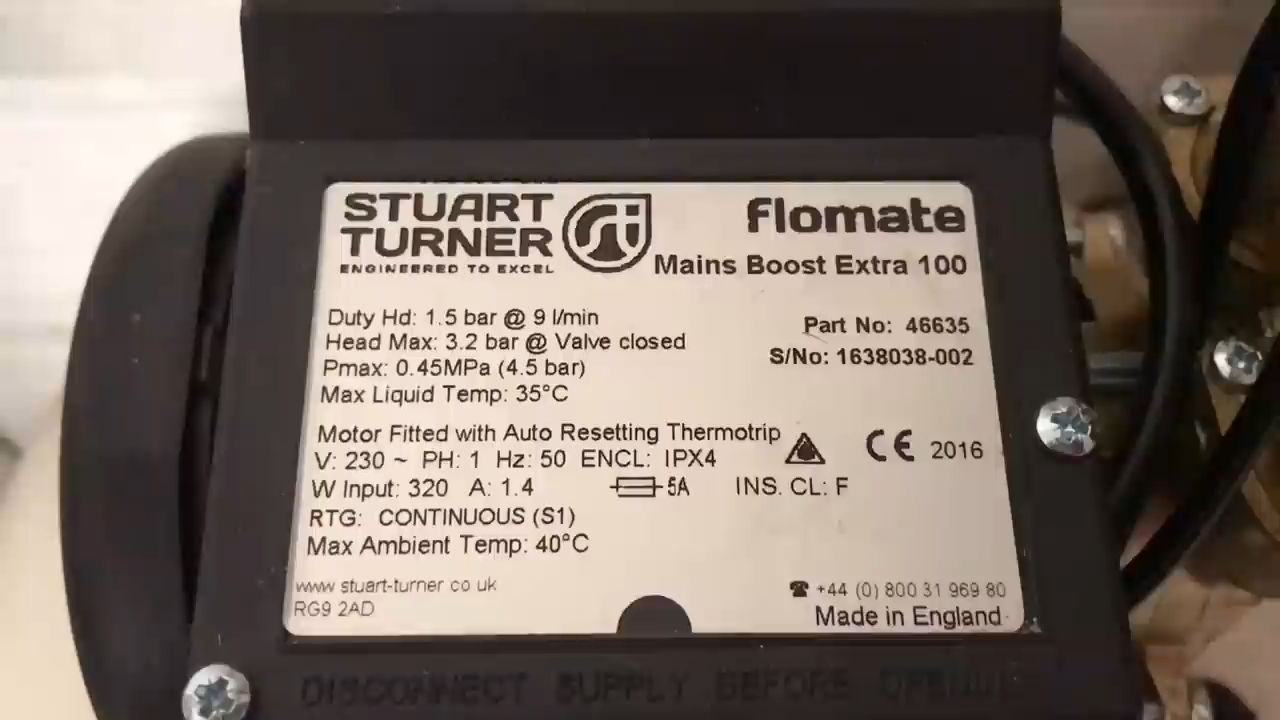 STUART
TURNER
ENGINEERED TO EXCEL
flomate
Mains Boost Extra 100
Duty Hd: 1.5 bar @ 9 l/min
Head Max: 3.2 bar @ Valve closed
Pmax: 0.45MPa (4.5 bar)
Max Liquid Temp: 35°C
Part No: 46635
S/No: 1638038-002
Motor Fitted with Auto Resetting Thermotrip
V: 230 ~ PH: 1 Hz: 50 ENCL: IPX4
W Input: 320 A: 1.4 5A INS. CL: F
CE 2016
RTG: CONTINUOUS (S1)
Max Ambient Temp: 40°C
www stuart-turner co uk
RG9 2AD
+44 (0) 800 31 969 80
Made in England
DISCONNECT SUPPLY BEFORE